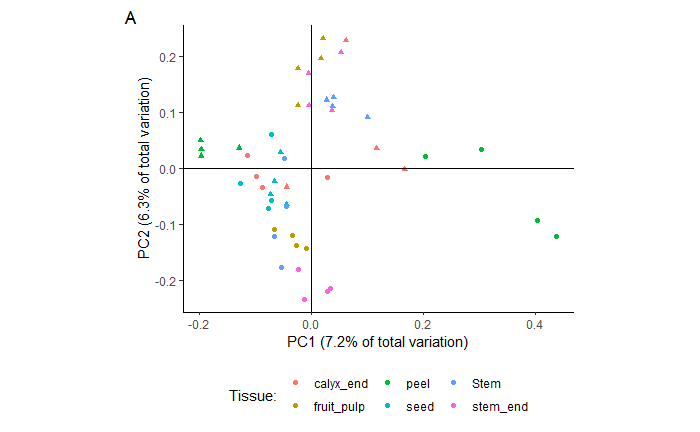 A
PC2 (6.3% of total variation)
0.2
0.1
0.0
-0.1
-0.2
-0.2 0.0 0.2 0.4
PC1 (7.2% of total variation)
Tissue:
calyx_end peel Stem
fruit_pulp seed stem_end